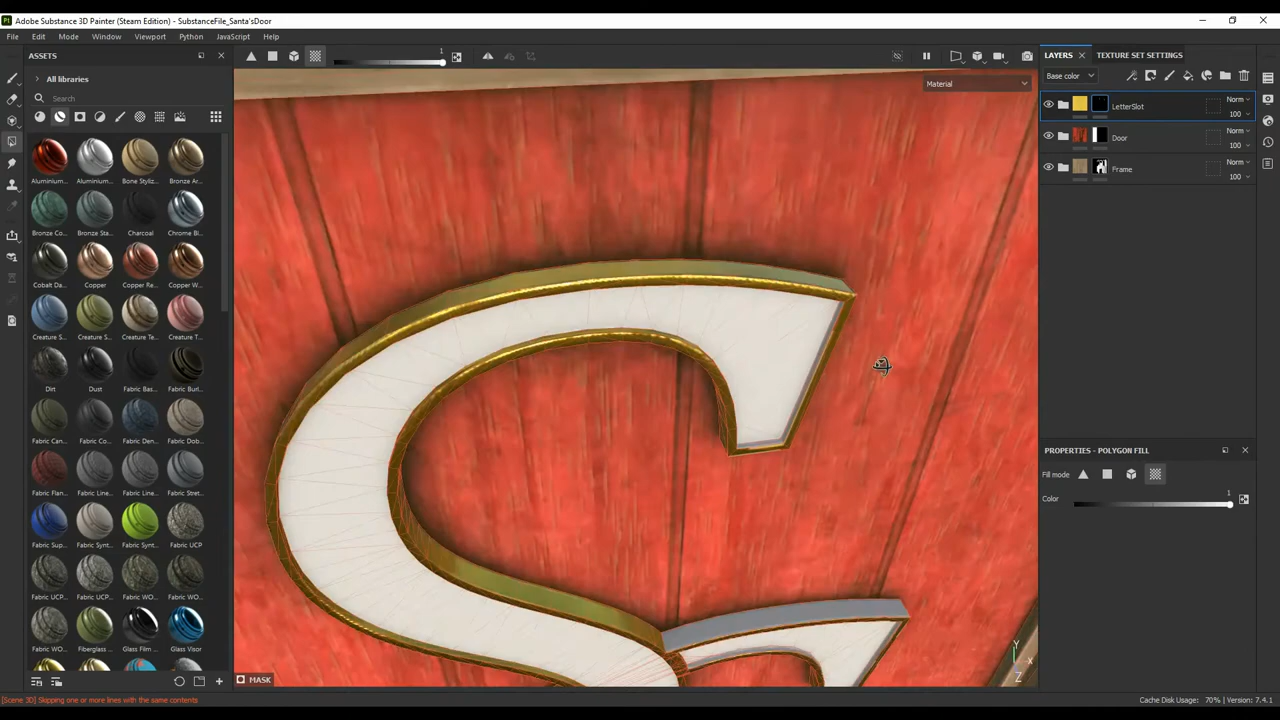 Adobe Substance 3D Painter (Steam Edition) - SubstanceFile_Santa'sDoor
File Edit Mode Window Viewport Python JavaScript Help
ASSETS
All libraries
Search
Aluminium... Aluminium... Bone Styliz... Bronze Ar...
Bronze Co... Bronze Sta... Charcoal Chrome Bl...
Cobalt Da... Copper Copper Re... Copper W...
Creature S... Creature S... Creature Te... Creature T...
Dirt Dust Fabric Bas... Fabric Burl...
Fabric Can... Fabric Co... Fabric Den... Fabric Dob...
Fabric Flan... Fabric Line... Fabric Line... Fabric Stret...
Fabric Sup... Fabric Synt... Fabric Synt... Fabric UCP
Fabric UCP... Fabric UCP... Fabric WO... Fabric WO...
Fabric WO... Fiberglass ... Glass Film ... Glass Visor
1
Material
MASK
Y
X
Z
LAYERS TEXTURE SET SETTINGS
Base color
LetterSlot Norm 100
Door Norm 100
Frame Norm 100
PROPERTIES - POLYGON FILL
Fill mode
Color 1
[Scene 3D] Skipping one or more lines with the same contents
Cache Disk Usage: 70% | Version: 7.4.1